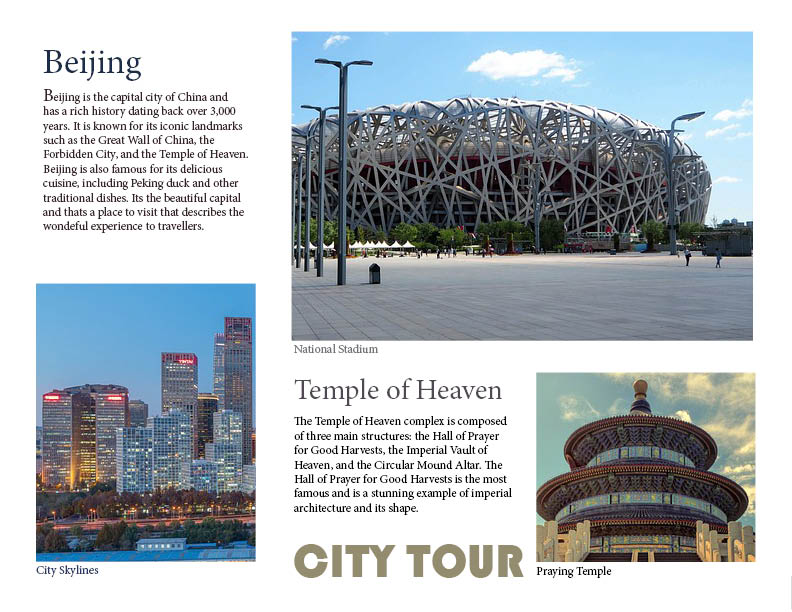 Beijing
Beijing is the capital city of China and
has a rich history dating back over 3,000
years. It is known for its iconic landmarks
such as the Great Wall of China, the
Forbidden City, and the Temple of Heaven.
Beijing is also famous for its delicious
cuisine, including Peking duck and other
traditional dishes. Its the beautiful capital
and thats a place to visit that describes the
wondeful experience to travellers.
National Stadium
Temple of Heaven
The Temple of Heaven complex is composed
of three main structures: the Hall of Prayer
for Good Harvests, the Imperial Vault of
Heaven, and the Circular Mound Altar. The
Hall of Prayer for Good Harvests is the most
famous and is a stunning example of imperial
architecture and its shape.
CITY TOUR
City Skylines
Praying Temple